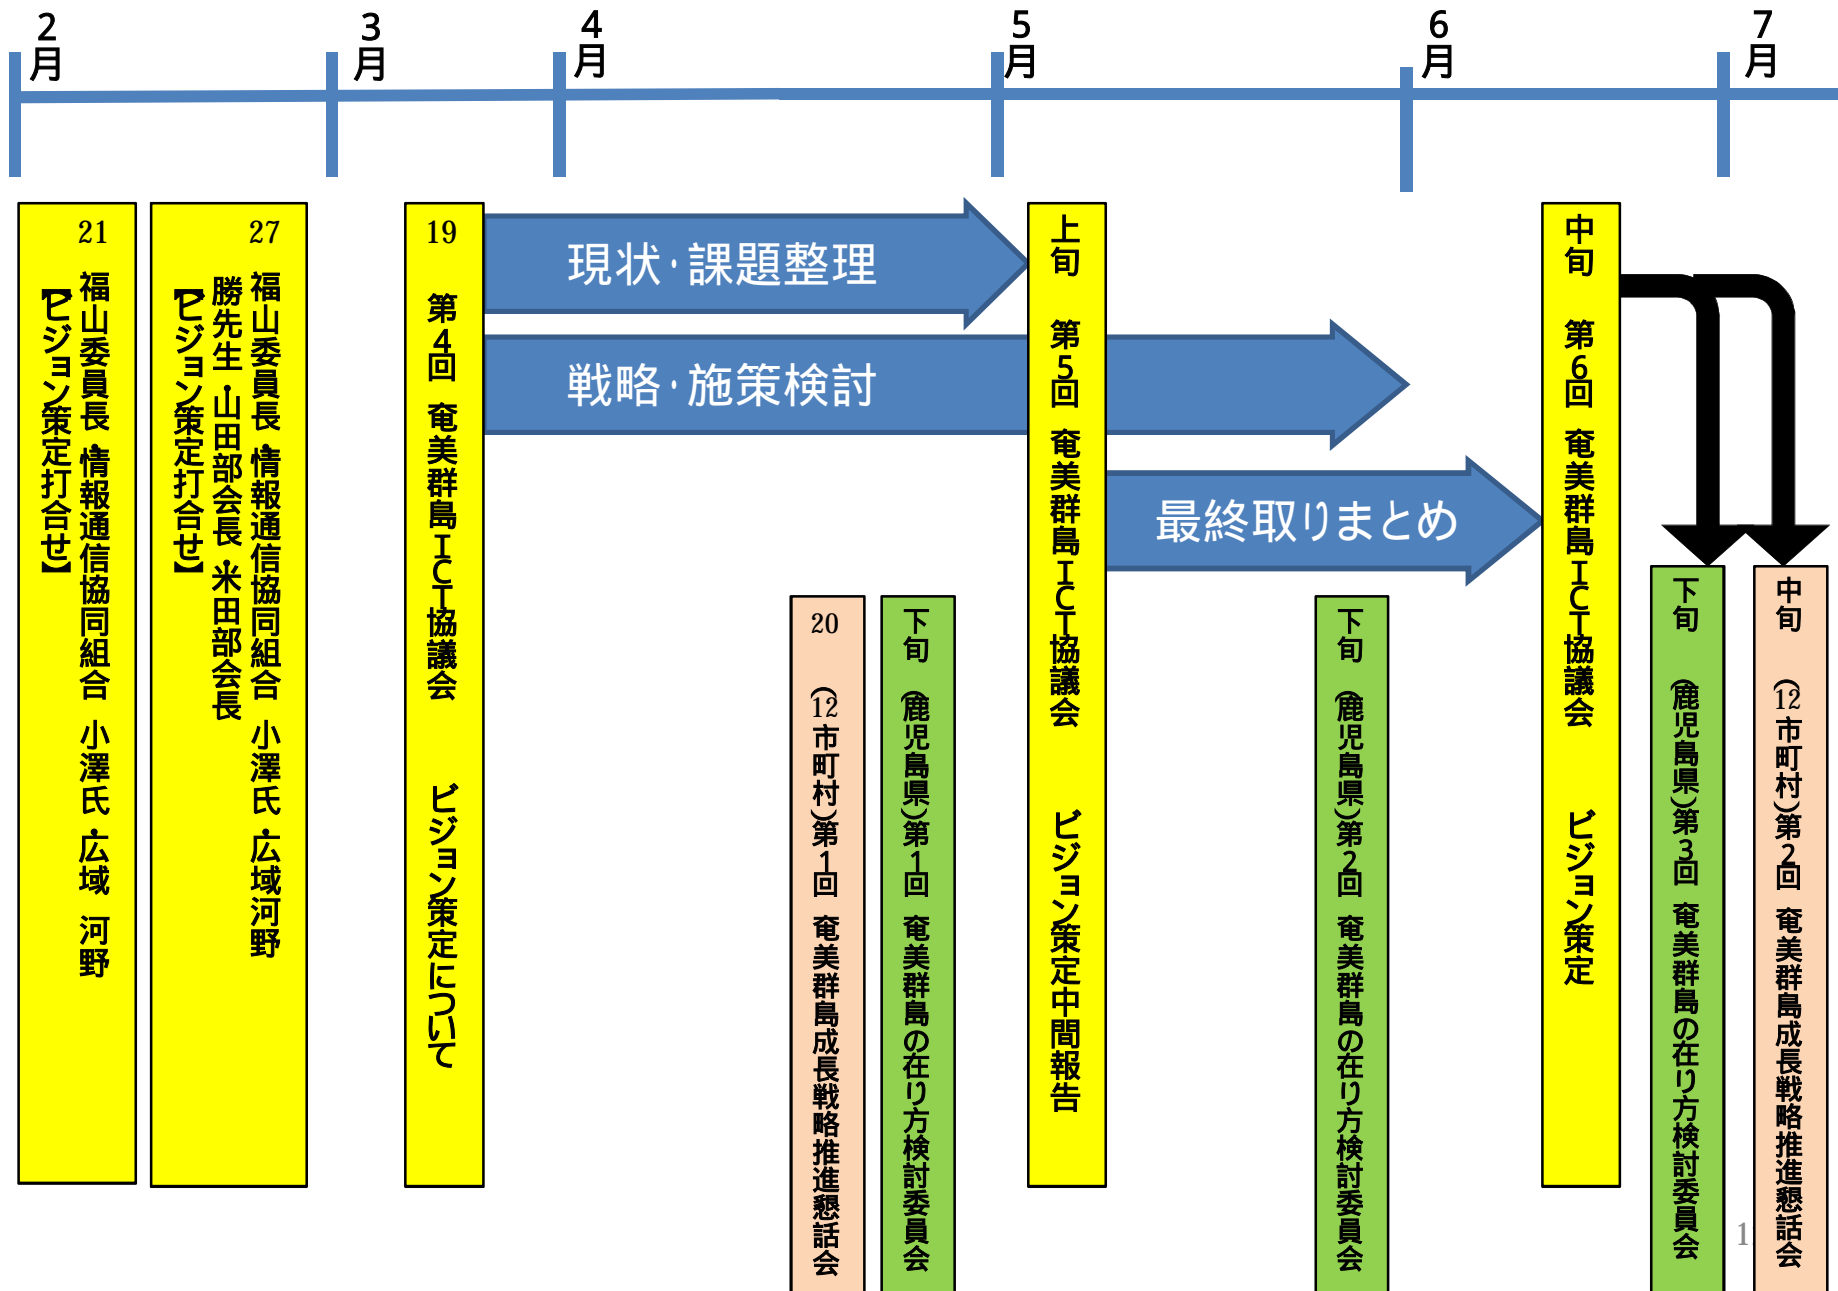 2月
3月
4月
5月
6月
7月
21 福山委員長・情報通信協同組合 小澤氏・広域 河野
【ビジョン策定打合せ】
27 福山委員長・情報通信協同組合 小澤氏・広域河野
勝先生・山田部会長・米田部会長
【ビジョン策定打合せ】
19 第4回 奄美群島ICT協議会 ビジョン策定について
現状・課題整理
戦略・施策検討
最終取りまとめ
20 (12市町村)第1回 奄美群島成長戦略推進懇話会
下旬 (鹿児島県)第1回 奄美群島の在り方検討委員会
上旬 第5回 奄美群島ICT協議会 ビジョン策定中間報告
下旬 (鹿児島県)第2回 奄美群島の在り方検討委員会
中旬 第6回 奄美群島ICT協議会 ビジョン策定
下旬 (鹿児島県)第3回 奄美群島の在り方検討委員会
中旬 (12市町村)第2回 奄美群島成長戦略推進懇話会
1